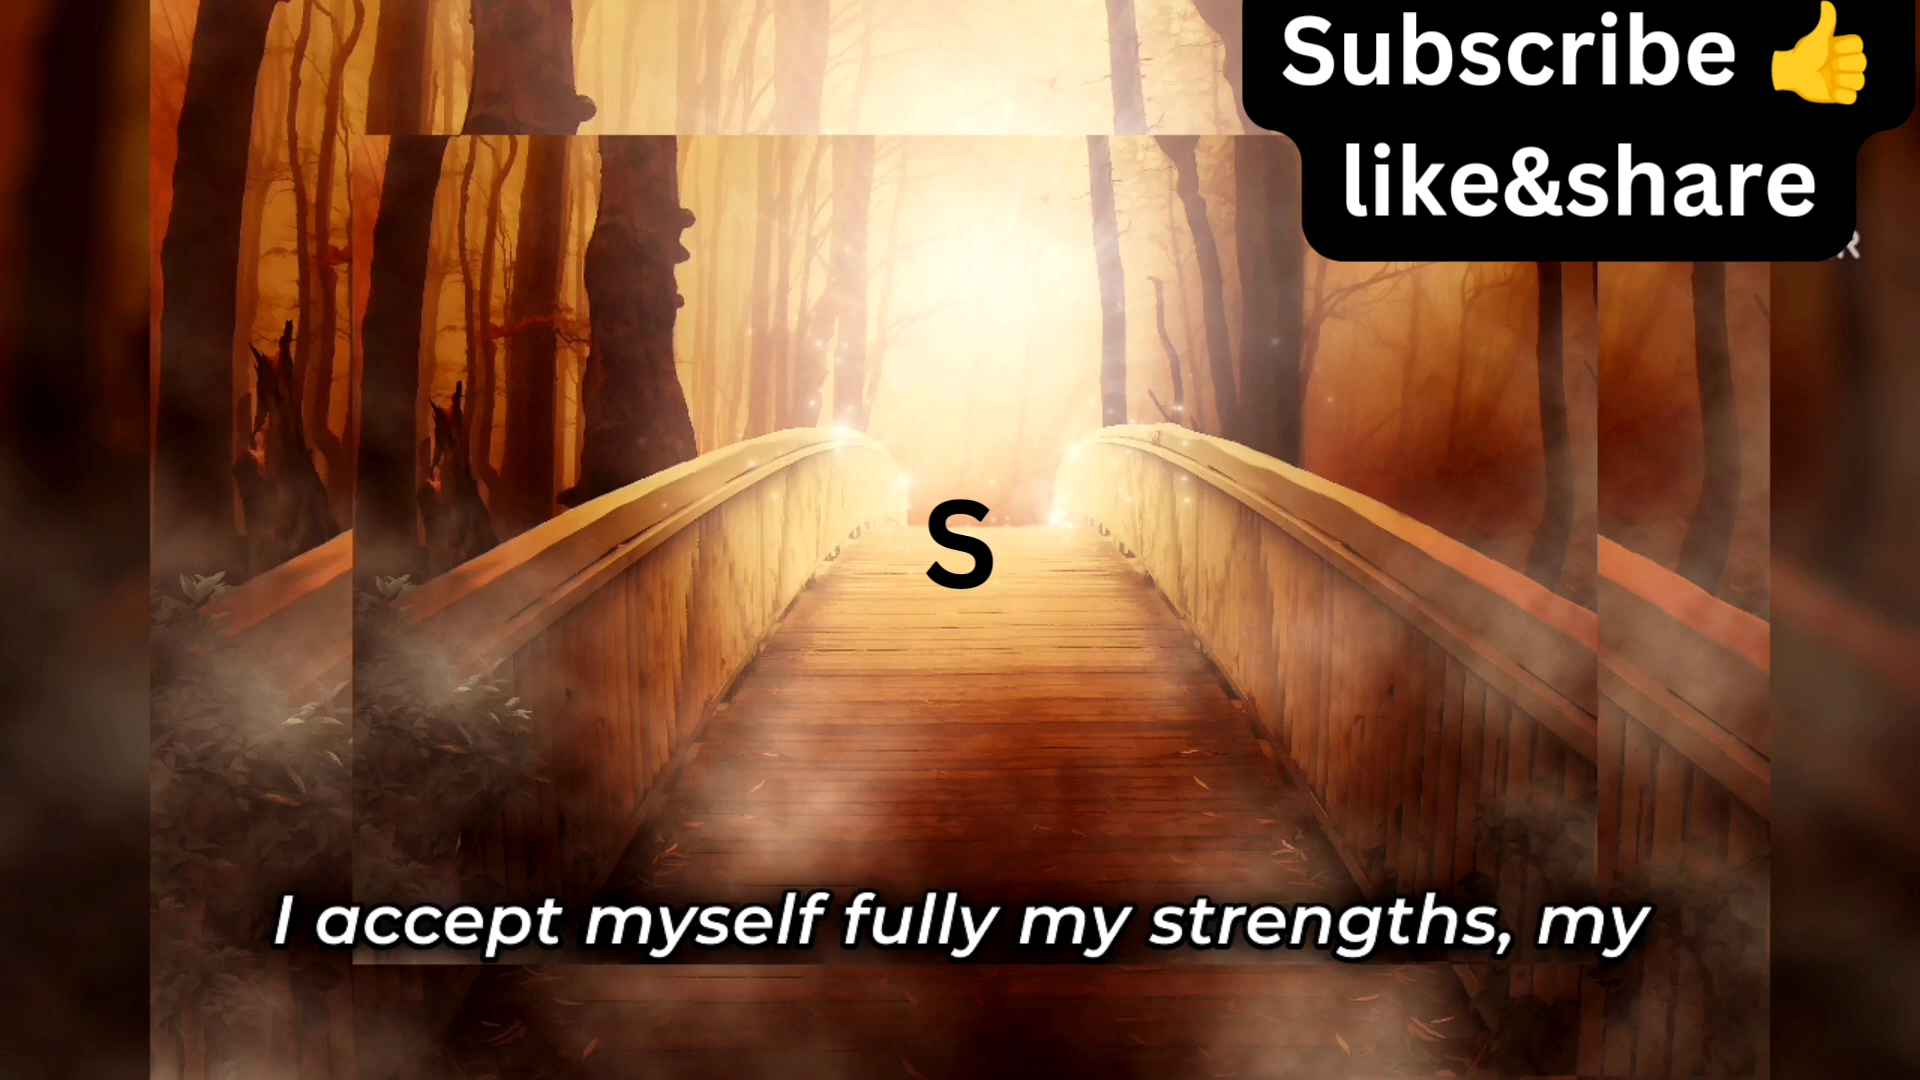 Subscribe 👍
like&share
R
S
I accept myself fully my strengths, my